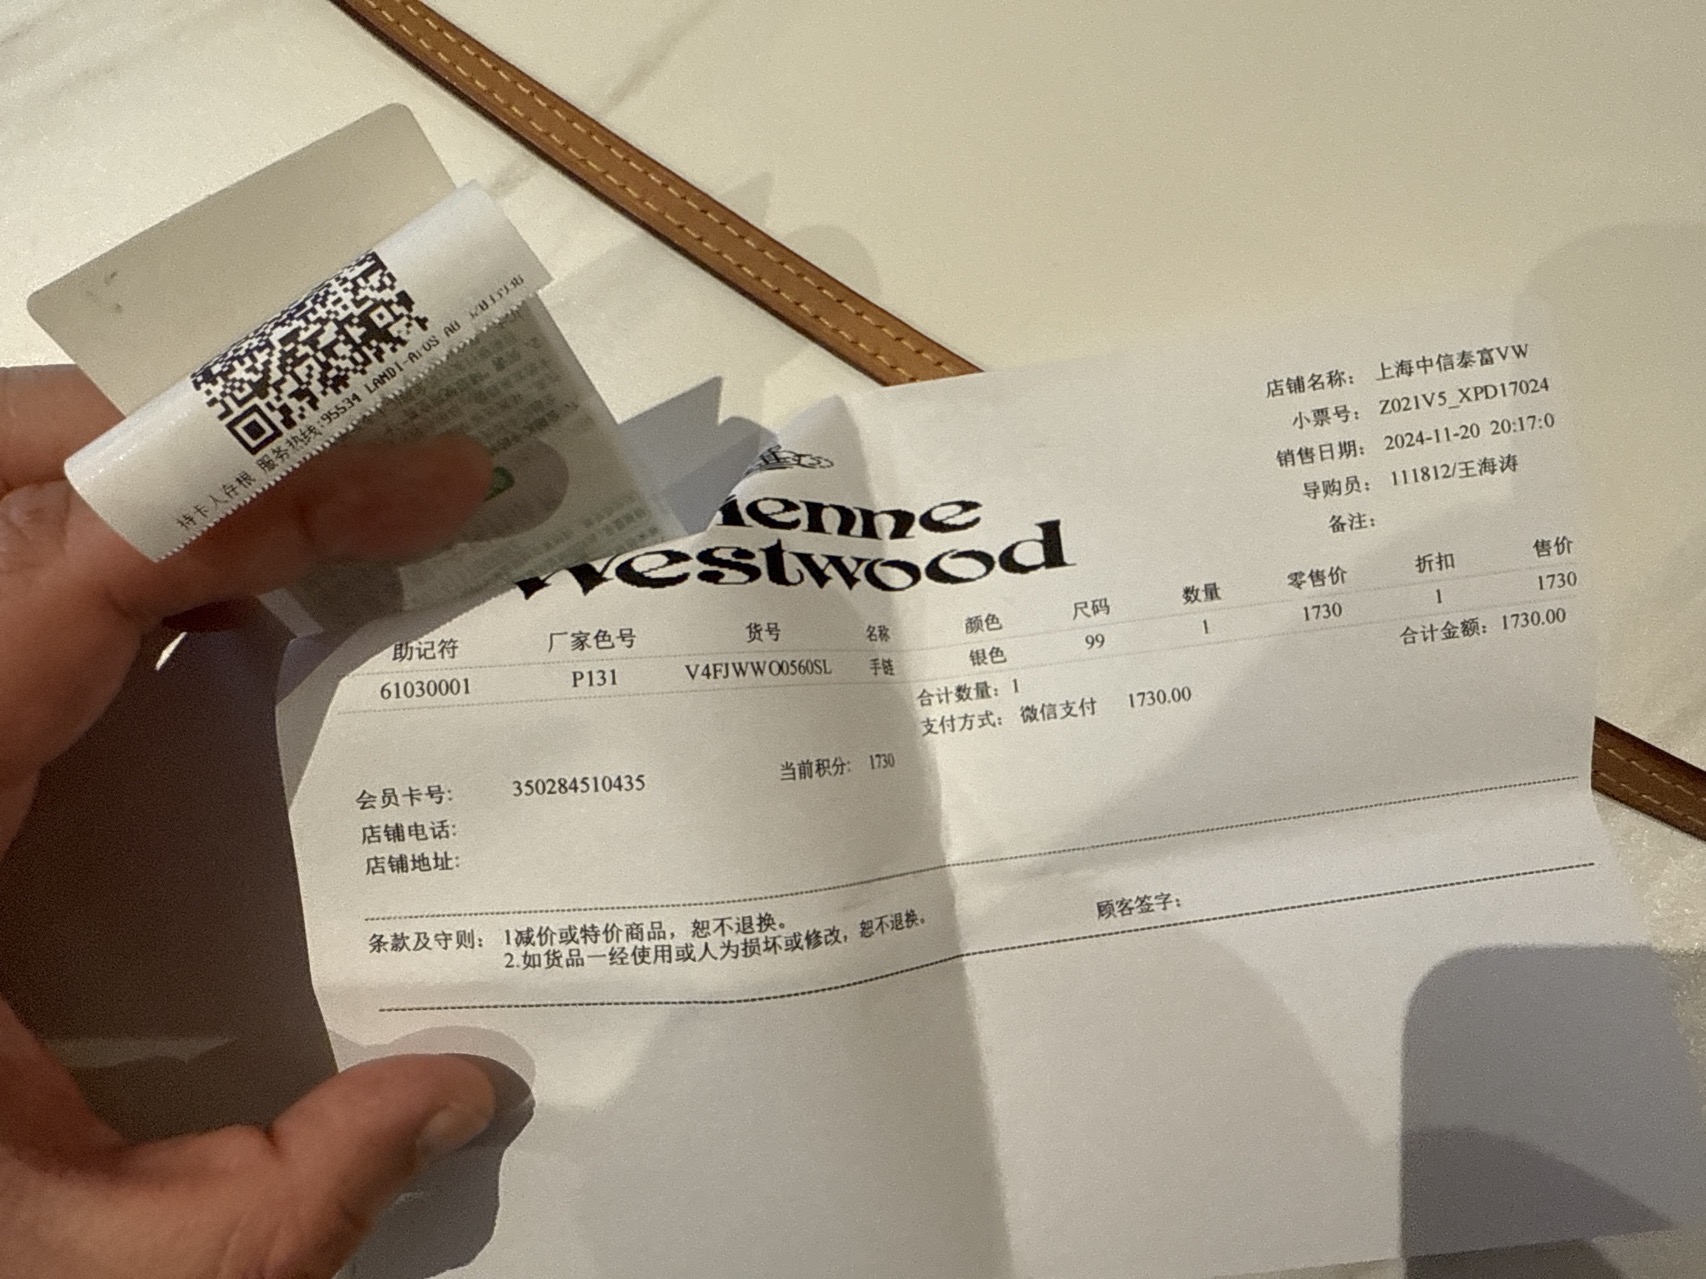 持卡人存根 服务热线:95534 LANDI-A
店铺名称： 上海中信泰富VW
小票号： Z021V5_XPD17024
销售日期： 2024-11-20 20:17:0
导购员： 111812/王海涛
备注：
ienne
Westwood
助记符 厂家色号 货号 名称 颜色 尺码 数量 零售价 折扣 售价
61030001 P131 V4FJWWO0560SL 手链 银色 99 1 1730 1 1730
合计数量： 1 合计金额： 1730.00
支付方式： 微信支付 1730.00
会员卡号: 350284510435 当前积分: 1730
店铺电话:
店铺地址:
条款及守则： 1减价或特价商品，恕不退换。
2.如货品一经使用或人为损坏或修改，恕不退换。
顾客签字：